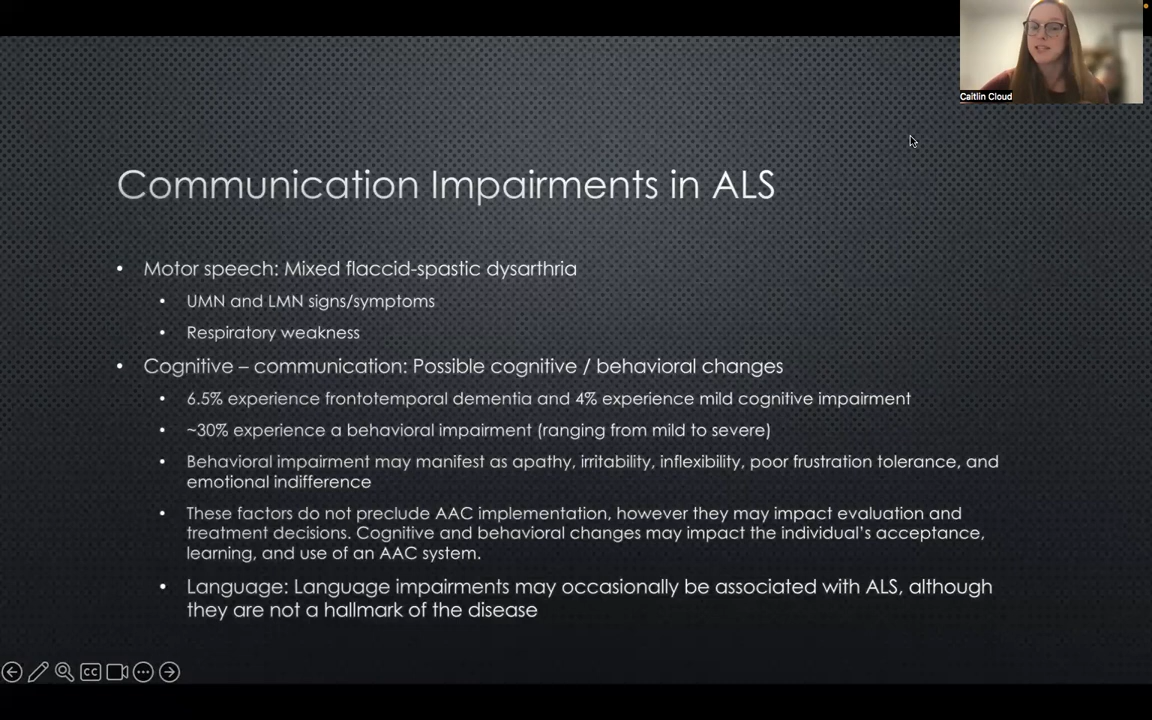 Caitlin Cloud
Communication Impairments in ALS
• Motor speech: Mixed flaccid-spastic dysarthria
• UMN and LMN signs/symptoms
• Respiratory weakness
• Cognitive – communication: Possible cognitive / behavioral changes
• 6.5% experience frontotemporal dementia and 4% experience mild cognitive impairment
• ~30% experience a behavioral impairment (ranging from mild to severe)
• Behavioral impairment may manifest as apathy, irritability, inflexibility, poor frustration tolerance, and
emotional indifference
• These factors do not preclude AAC implementation, however they may impact evaluation and
treatment decisions. Cognitive and behavioral changes may impact the individual's acceptance,
learning, and use of an AAC system.
• Language: Language impairments may occasionally be associated with ALS, although
they are not a hallmark of the disease
CC